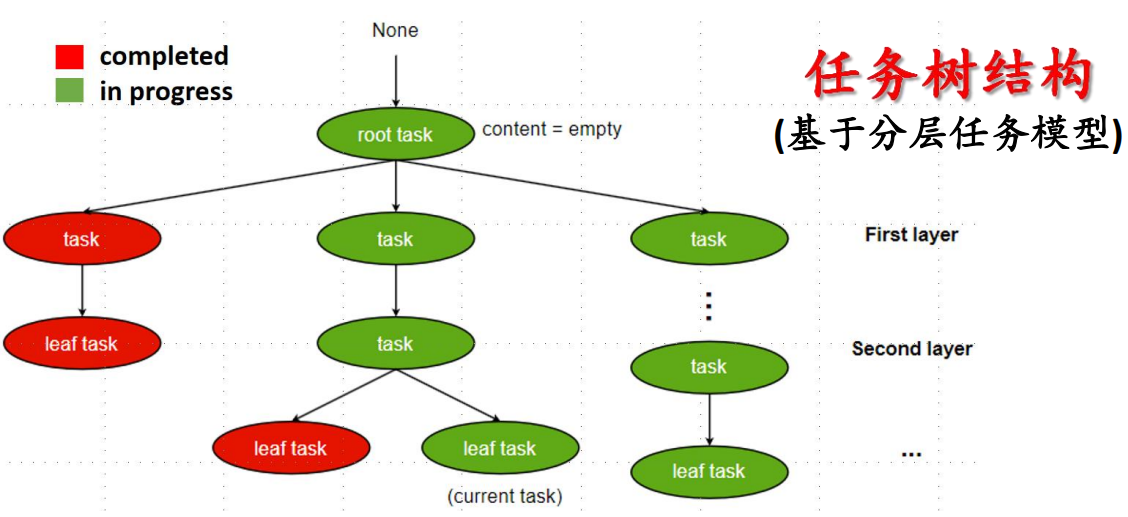 None
completed
in progress
任务树结构
(基于分层任务模型)
root task
content = empty
task
task
task
First layer
leaf task
task
Second layer
task
leaf task
leaf task
...
leaf task
(current task)